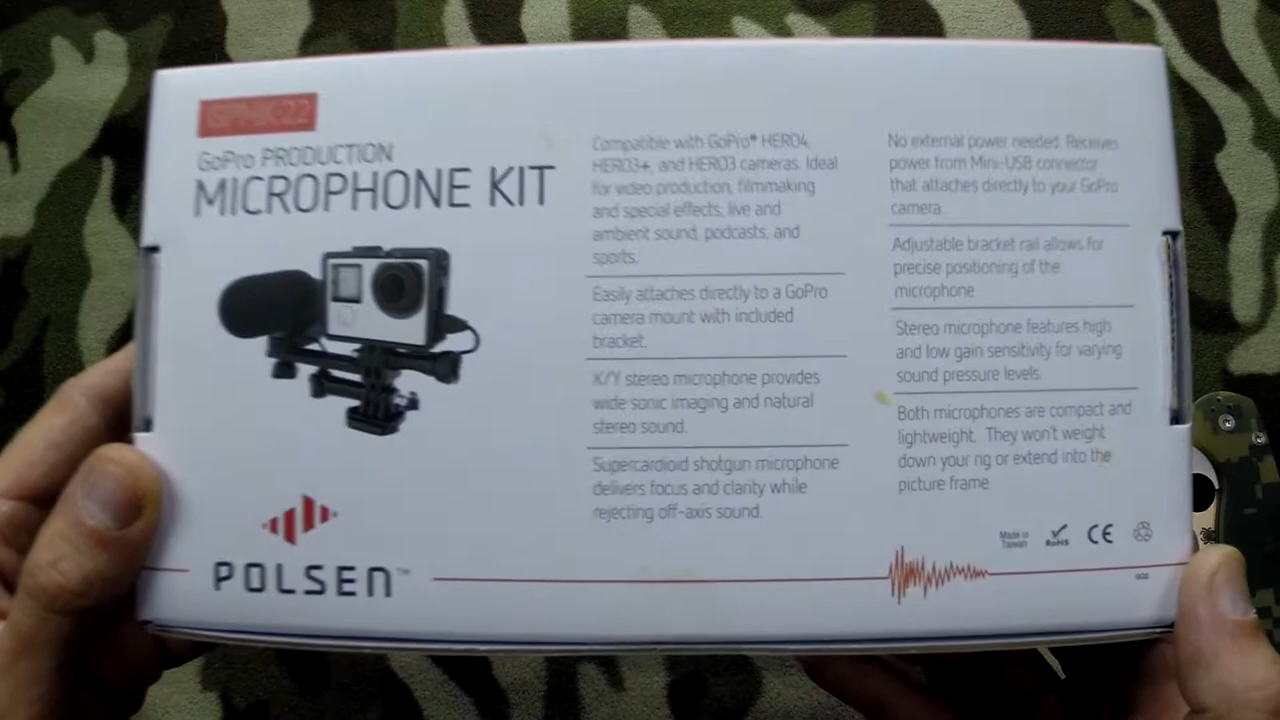 GoPro PRODUCTION
MICROPHONE KIT
Compatible with GoPro® HERO4,
HERO3+, and HERO3 cameras. Ideal
for video production, filmmaking
and special effects, live and
ambient sound, podcasts, and
sports.
Easily attaches directly to a GoPro
camera mount with included
bracket.
X/Y stereo microphone provides
wide sonic imaging and natural
stereo sound.
Supercardioid shotgun microphone
delivers focus and clarity while
rejecting off-axis sound.
No external power needed. Receives
power from Mini-USB connector
that attaches directly to your GoPro
camera.
Adjustable bracket rail allows for
precise positioning of the
microphone.
Stereo microphone features high
and low gain sensitivity for varying
sound pressure levels.
Both microphones are compact and
lightweight. They won't weight
down your rig or extend into the
picture frame.
POLSEN™
Made in
Taiwan
RoHS
CE